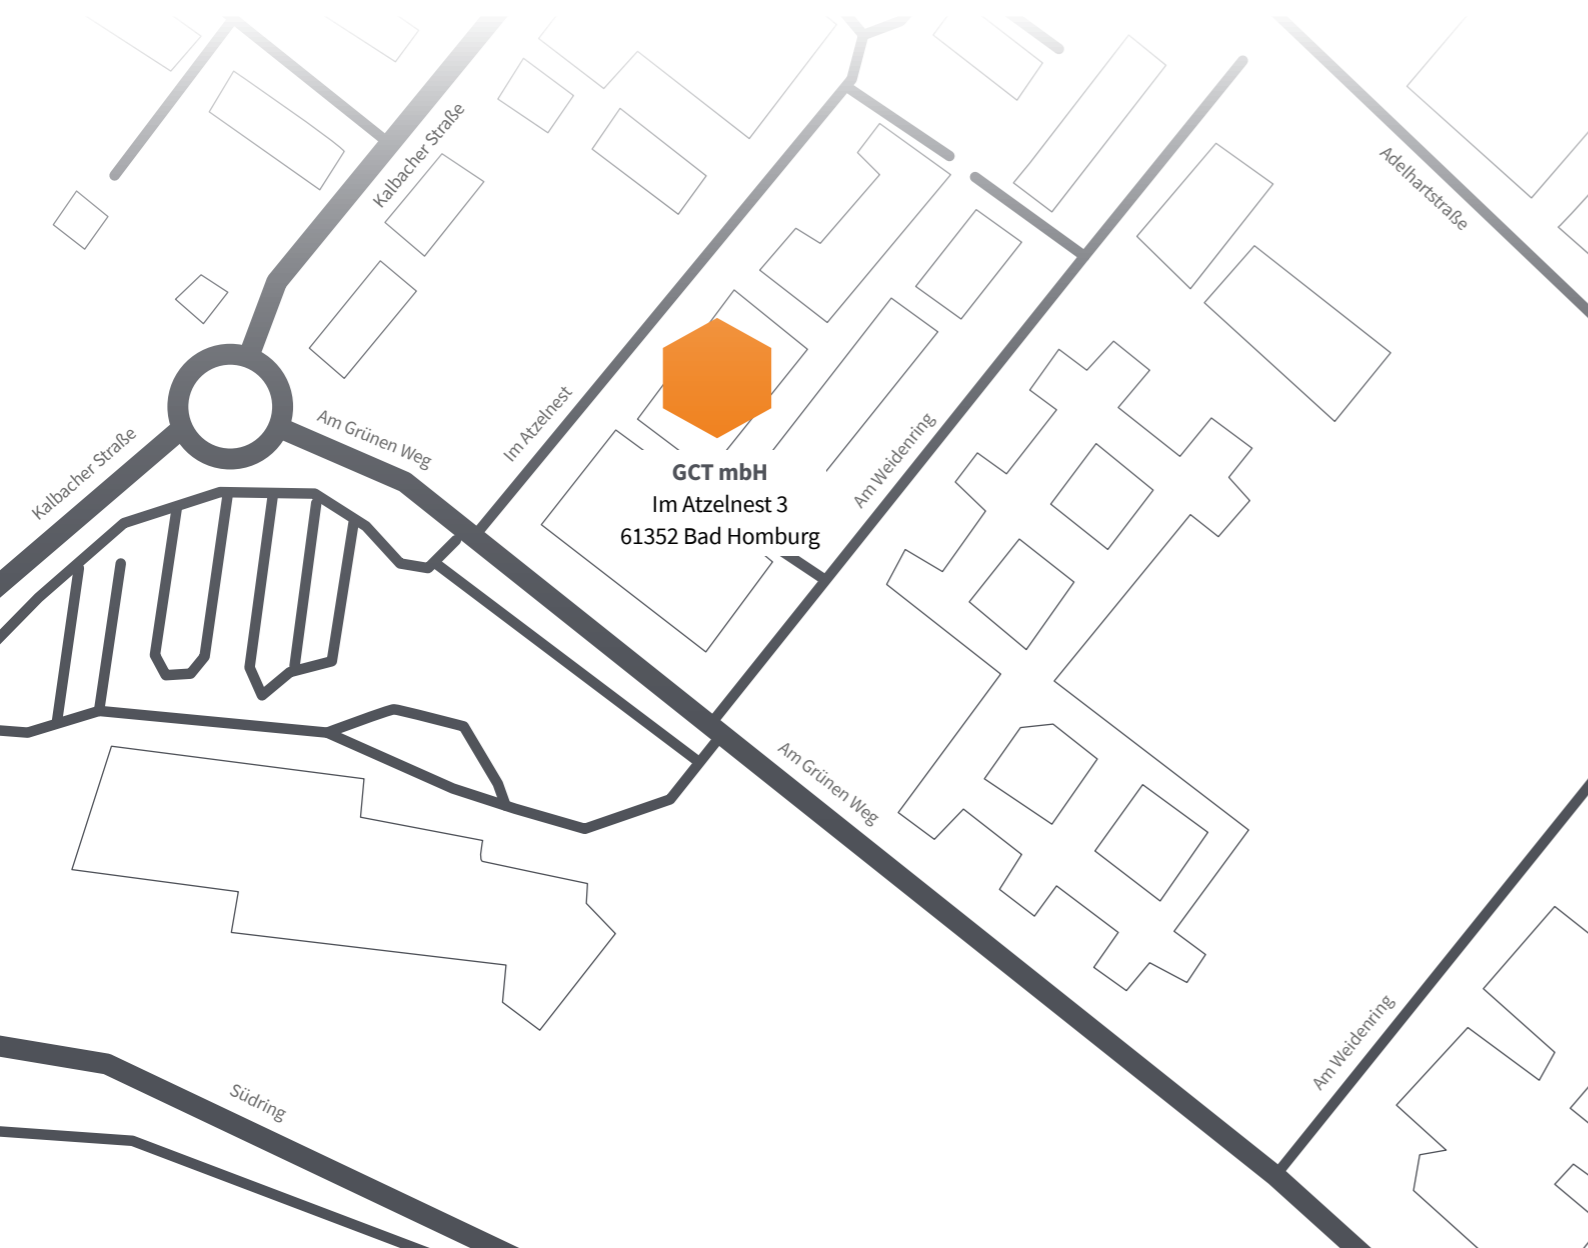 Kalbacher Straße
Adelhartstraße
Am Grünen Weg
Im Atzelnest
Kalbacher Straße
Am Weidenring
GCT mbH
Im Atzelnest 3
61352 Bad Homburg
Am Grünen Weg
Am Weidenring
Südring